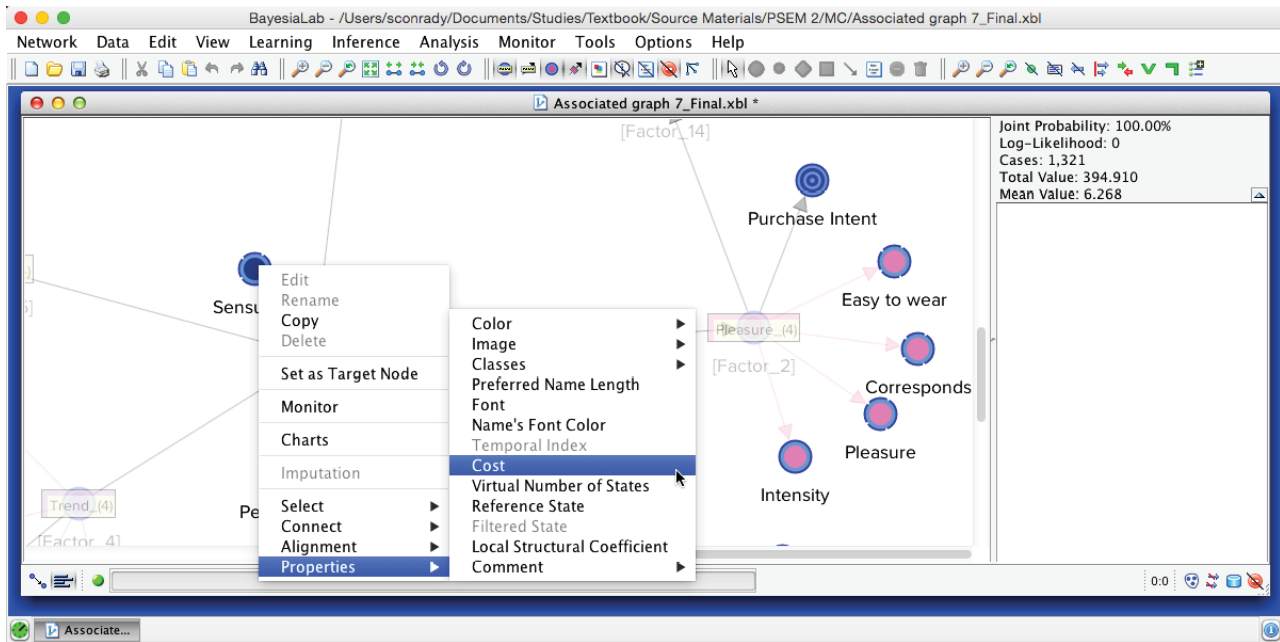 BayesiaLab - /Users/sconrady/Documents/Studies/Textbook/Source Materials/PSEM 2/MC/Associated graph 7_Final.xbl
Network Data Edit View Learning Inference Analysis Monitor Tools Options Help
Associated graph 7_Final.xbl *
[Factor_14]
Joint Probability: 100.00%
Log-Likelihood: 0
Cases: 1,321
Total Value: 394.910
Mean Value: 6.268
Purchase Intent
Easy to wear
Pleasure_(4)
[Factor_2]
Corresponds
Pleasure
Intensity
Sensu
Trend_(4)
[Factor_4]
Pe
Edit
Rename
Copy
Delete
Set as Target Node
Monitor
Charts
Imputation
Select
Connect
Alignment
Properties
Color
Image
Classes
Preferred Name Length
Font
Name's Font Color
Temporal Index
Cost
Virtual Number of States
Reference State
Filtered State
Local Structural Coefficient
Comment
0:0
Associate...